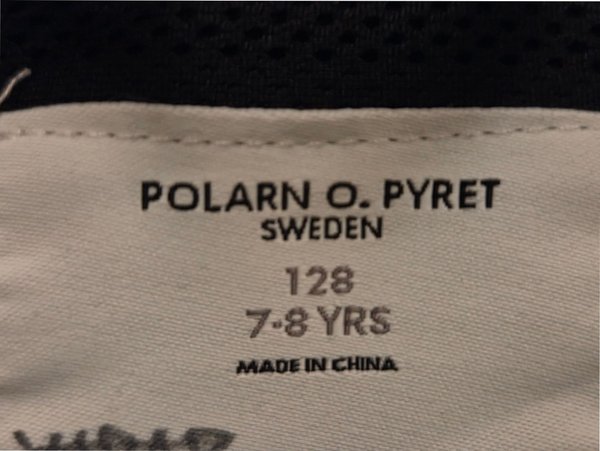 POLARN O. PYRET
SWEDEN
128
7-8 YRS
MADE IN CHINA